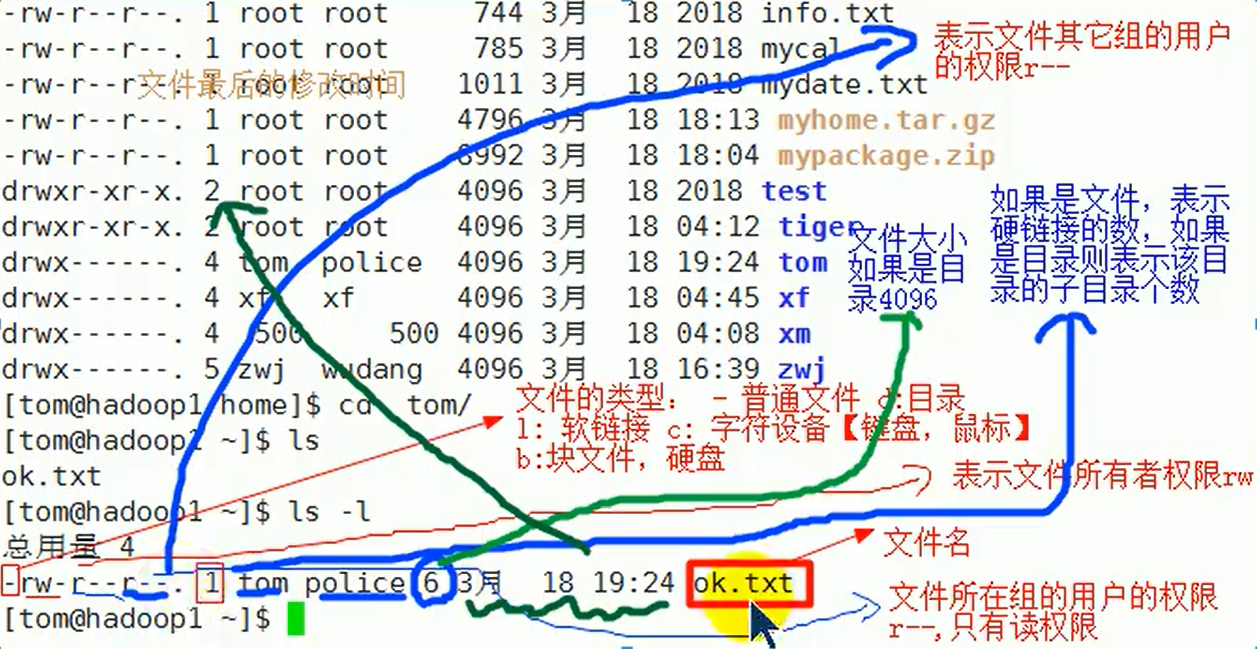 -rw-r--r--. 1 root root 744 3月 18 2018 info.txt
-rw-r--r--. 1 root root 785 3月 18 2018 mycal
表示文件其它组的用户
的权限r--
-rw-r--r--. 1 root root 1011 3月 18 2018 mydate.txt
文件最后的修改时间
-rw-r--r--. 1 root root 4796 3月 18 18:13 myhome.tar.gz
-rw-r--r--. 1 root root 8992 3月 18 18:04 mypackage.zip
drwxr-xr-x. 2 root root 4096 3月 18 2018 test
drwxr-xr-x. 2 root root 4096 3月 18 04:12 tiger
drwx------. 4 tom police 4096 3月 18 19:24 tom
drwx------. 4 xf xf 4096 3月 18 04:45 xf
drwx------. 4 500 500 4096 3月 18 04:08 xm
drwx------. 5 zwj wudang 4096 3月 18 16:39 zwj
文件大小
如果是目
录4096
如果是文件，表示
硬链接的数，如果
是目录则表示该目
录的子目录个数
[tom@hadoop1 home]$ cd tom/
[tom@hadoop1 ~]$ ls
ok.txt
[tom@hadoop1 ~]$ ls -l
文件的类型： - 普通文件 d:目录
l: 软链接 c: 字符设备【键盘，鼠标】
b:块文件，硬盘
表示文件所有者权限rw
总用量 4
文件名
-rw-r--r--. 1 tom police 6 3月 18 19:24 ok.txt
[tom@hadoop1 ~]$
文件所在组的用户的权限
r--,只有读权限